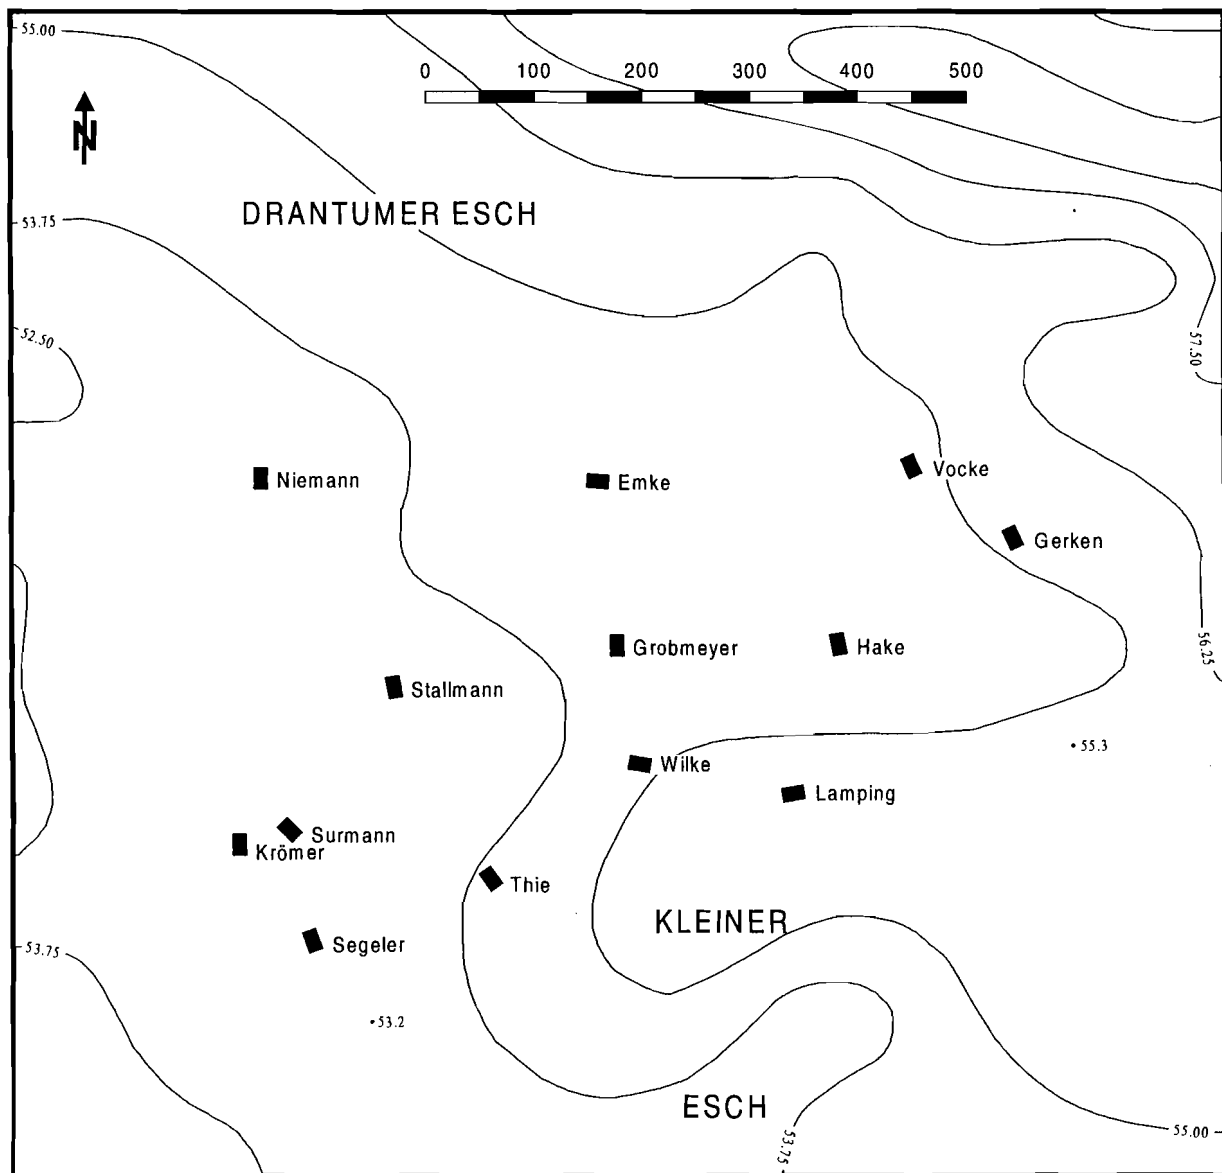 55.00
0 100 200 300 400 500
N
DRANTUMER ESCH
53.75
52.50
57.50
Vocke
Niemann
Emke
Gerken
Grobmeyer
Hake
56.25
Stallmann
55.3
Wilke
Lamping
Surmann
Krömer
Thie
KLEINER
Segeler
53.75
53.2
ESCH
55.00
53.75